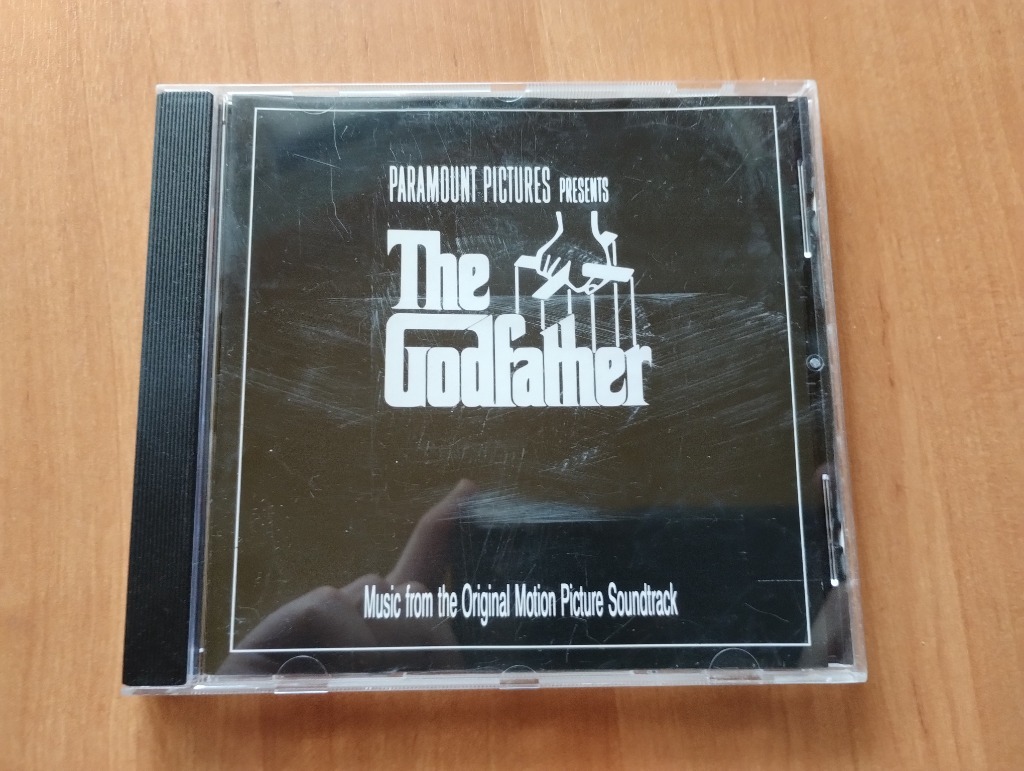 PARAMOUNT PICTURES PRESENTS
The
Godfather
Music from the Original Motion Picture Soundtrack